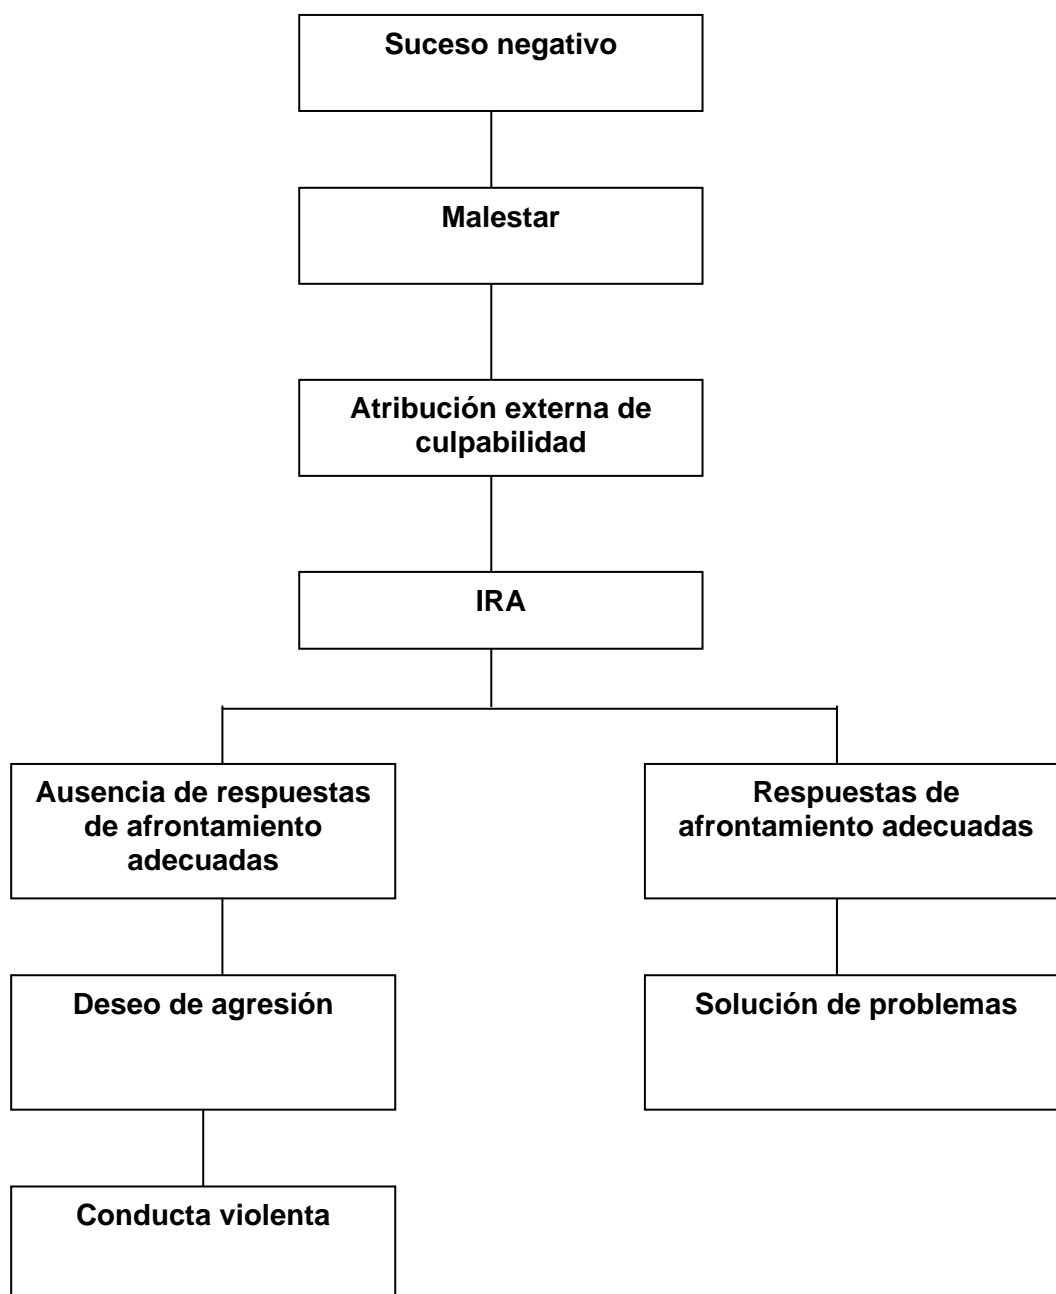 Suceso negativo
Malestar
Atribución externa de
culpabilidad
IRA
Ausencia de respuestas
de afrontamiento
adecuadas
Respuestas de
afrontamiento adecuadas
Deseo de agresión
Solución de problemas
Conducta violenta